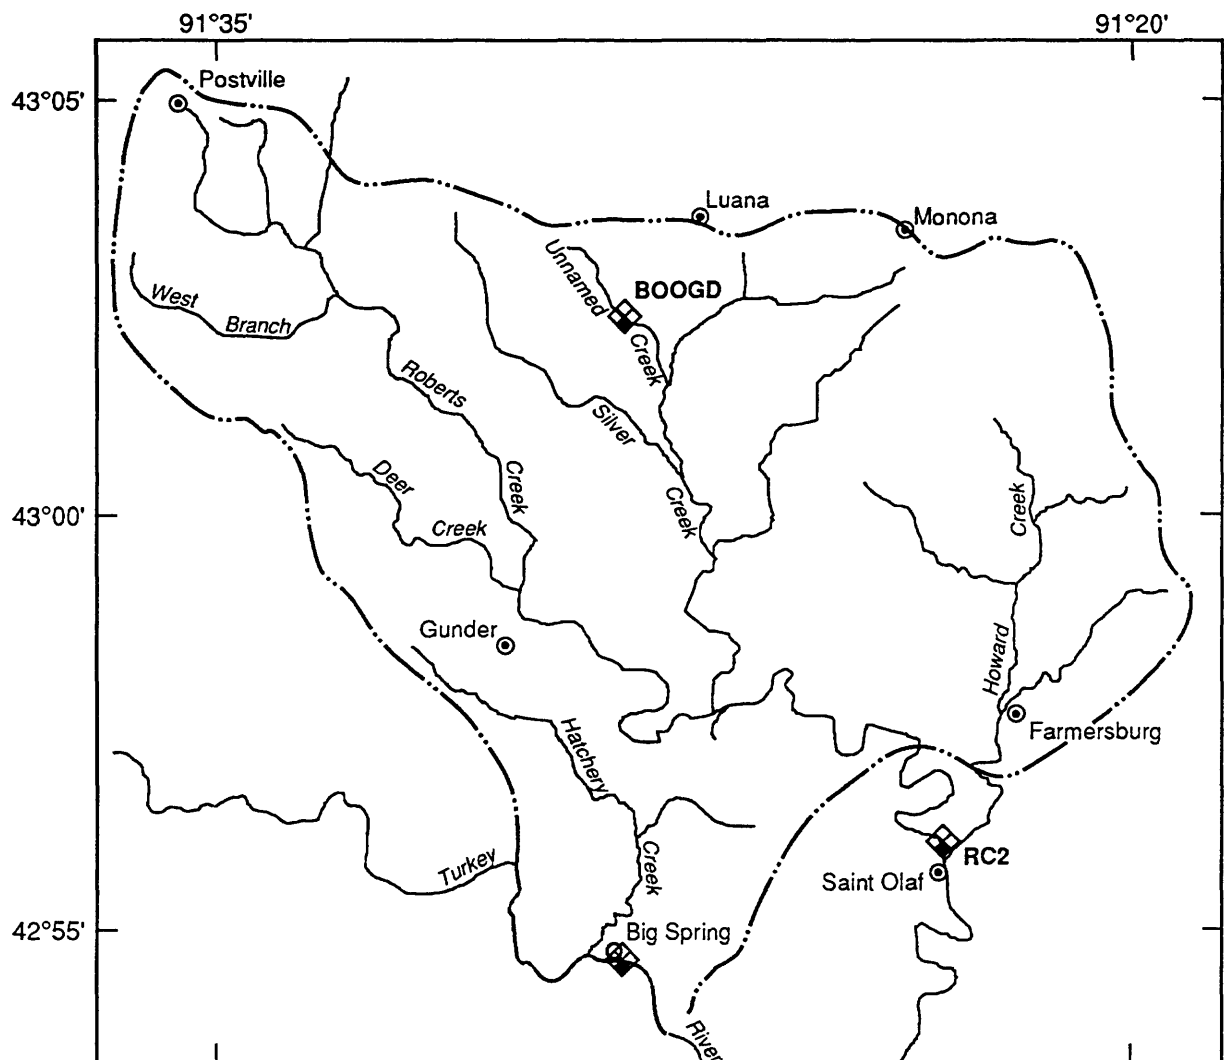 91°35' 91°20'
43°05'
Postville
Luana
Monona
Unnamed
Creek
BOOGD
West
Branch
Roberts
Creek
Silver
Creek
Deer
Creek
43°00'
Creek
Howard
Gunder
Farmersburg
Hatchery
Creek
Turkey
RC2
Saint Olaf
42°55'
Big Spring
River